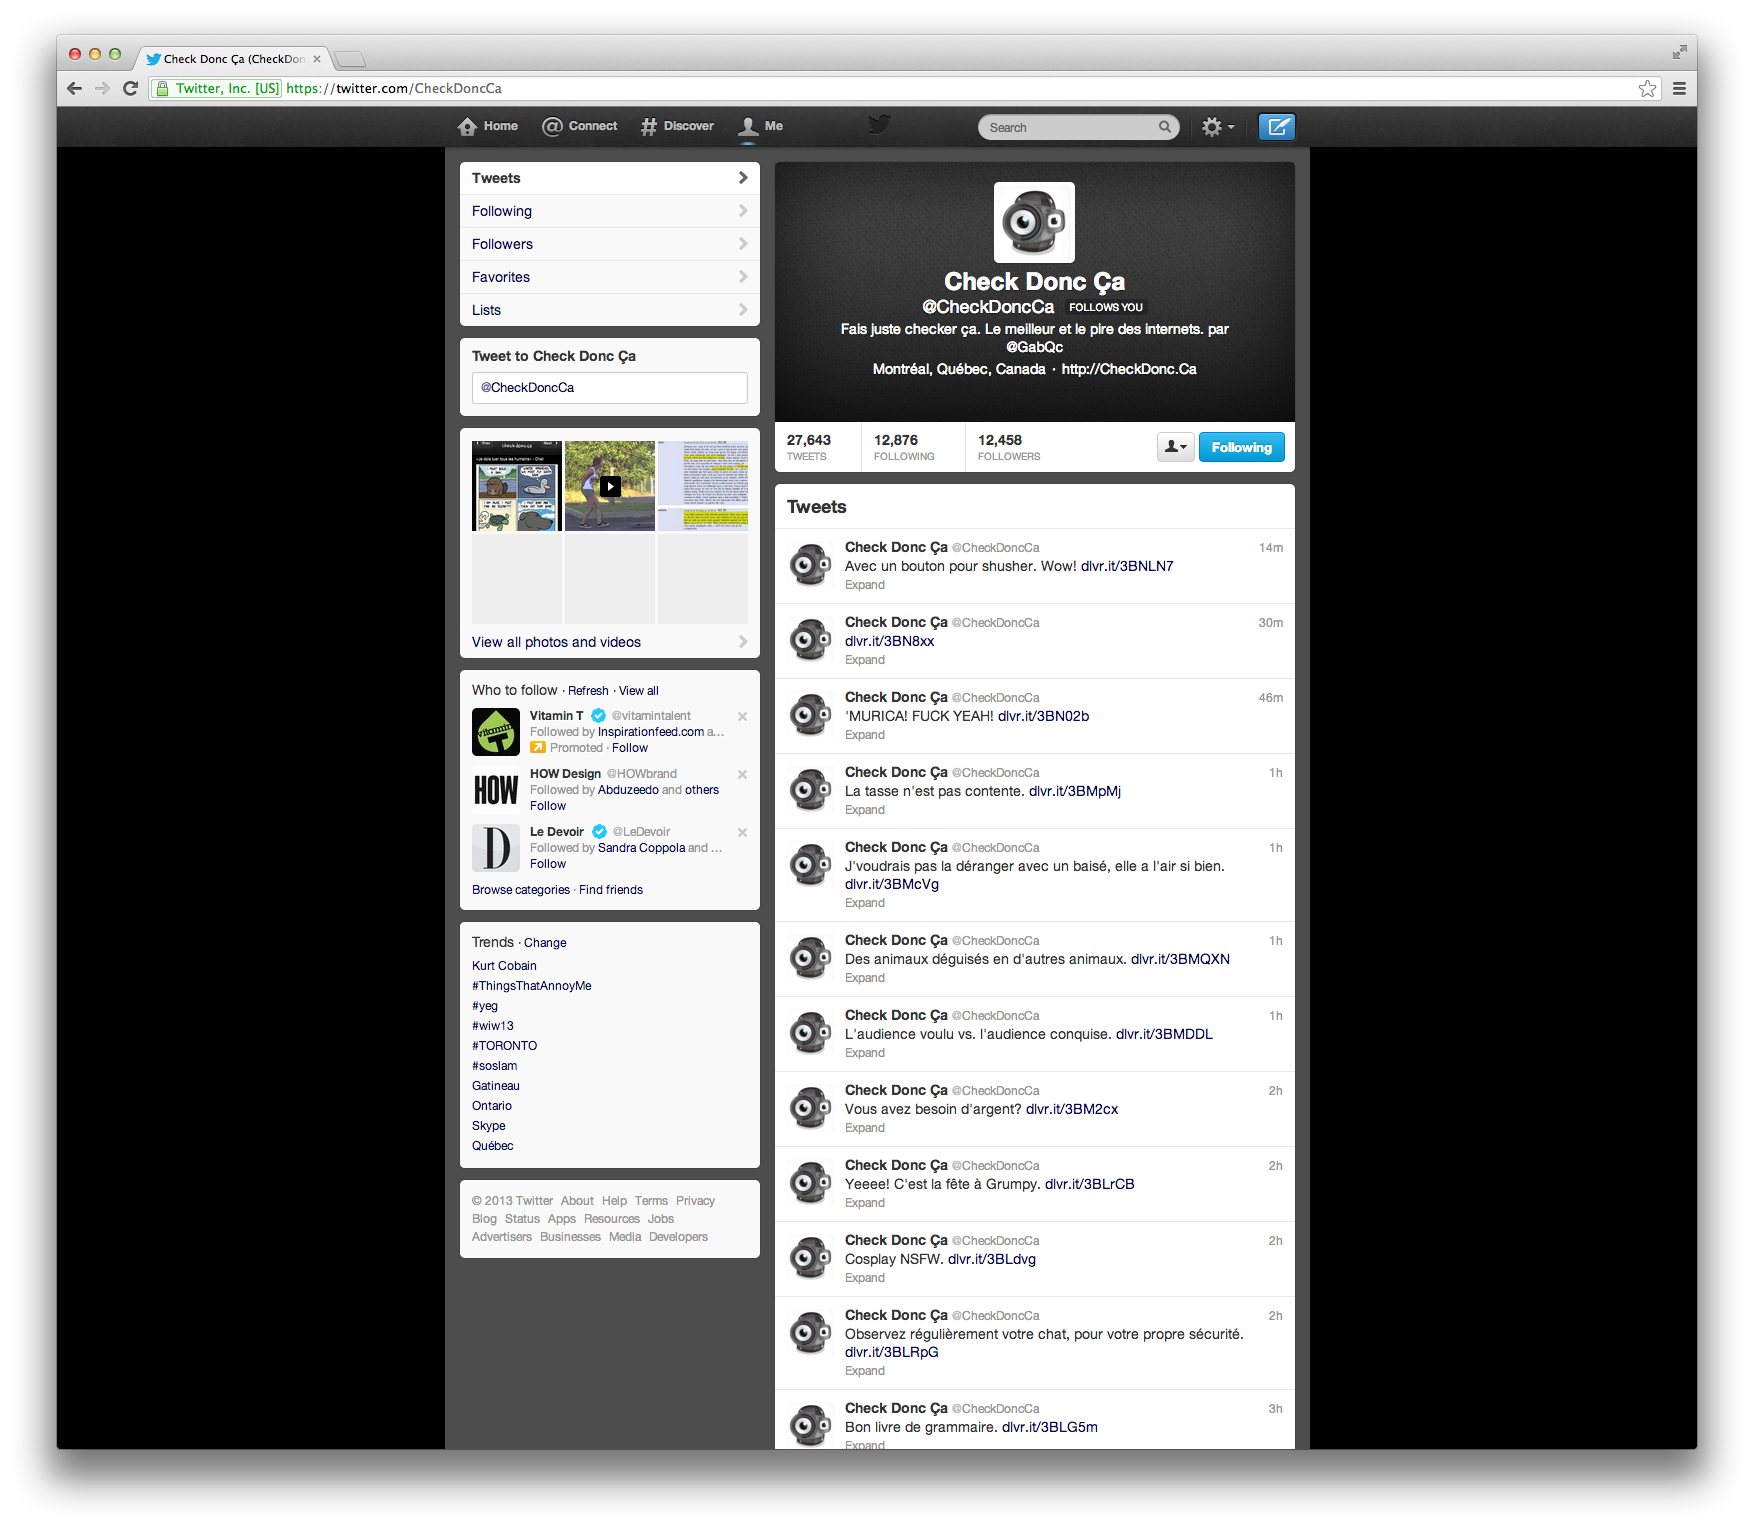 Check Donc Ça (CheckDon
Twitter, Inc. [US] https://twitter.com/CheckDoncCa
Home Connect Discover Me Search
Tweets
Following
Followers
Favorites
Lists
Tweet to Check Donc Ça
@CheckDoncCa
Check donc ça
View all photos and videos
Who to follow · Refresh · View all
Vitamin T @vitamintalent
Followed by Inspirationfeed.com a...
Promoted · Follow
HOW
HOW Design @HOWbrand
Followed by Abduzeedo and others
Follow
D
Le Devoir @LeDevoir
Followed by Sandra Coppola and ...
Follow
Browse categories · Find friends
Trends · Change
Kurt Cobain
#ThingsThatAnnoyMe
#yeg
#wiw13
#TORONTO
#soslam
Gatineau
Ontario
Skype
Québec
© 2013 Twitter About Help Terms Privacy
Blog Status Apps Resources Jobs
Advertisers Businesses Media Developers
Check Donc Ça
@CheckDoncCa FOLLOWS YOU
Fais juste checker ça. Le meilleur et le pire des internets. par
@GabQc
Montréal, Québec, Canada · http://CheckDonc.Ca
27,643 12,876 12,458
TWEETS FOLLOWING FOLLOWERS
Following
Tweets
Check Donc Ça @CheckDoncCa 14m
Avec un bouton pour shusher. Wow! dlvr.it/3BNLN7
Expand
Check Donc Ça @CheckDoncCa 30m
dlvr.it/3BN8xx
Expand
Check Donc Ça @CheckDoncCa 46m
'MURICA! FUCK YEAH! dlvr.it/3BN02b
Expand
Check Donc Ça @CheckDoncCa 1h
La tasse n'est pas contente. dlvr.it/3BMpMj
Expand
Check Donc Ça @CheckDoncCa 1h
J'voudrais pas la déranger avec un baisé, elle a l'air si bien.
dlvr.it/3BMcVg
Expand
Check Donc Ça @CheckDoncCa 1h
Des animaux déguisés en d'autres animaux. dlvr.it/3BMQXN
Expand
Check Donc Ça @CheckDoncCa 1h
L'audience voulu vs. l'audience conquise. dlvr.it/3BMDDL
Expand
Check Donc Ça @CheckDoncCa 2h
Vous avez besoin d'argent? dlvr.it/3BM2cx
Expand
Check Donc Ça @CheckDoncCa 2h
Yeeee! C'est la fête à Grumpy. dlvr.it/3BLrCB
Expand
Check Donc Ça @CheckDoncCa 2h
Cosplay NSFW. dlvr.it/3BLdvg
Expand
Check Donc Ça @CheckDoncCa 2h
Observez régulièrement votre chat, pour votre propre sécurité.
dlvr.it/3BLRpG
Expand
Check Donc Ça @CheckDoncCa 3h
Bon livre de grammaire. dlvr.it/3BLG5m
Expand